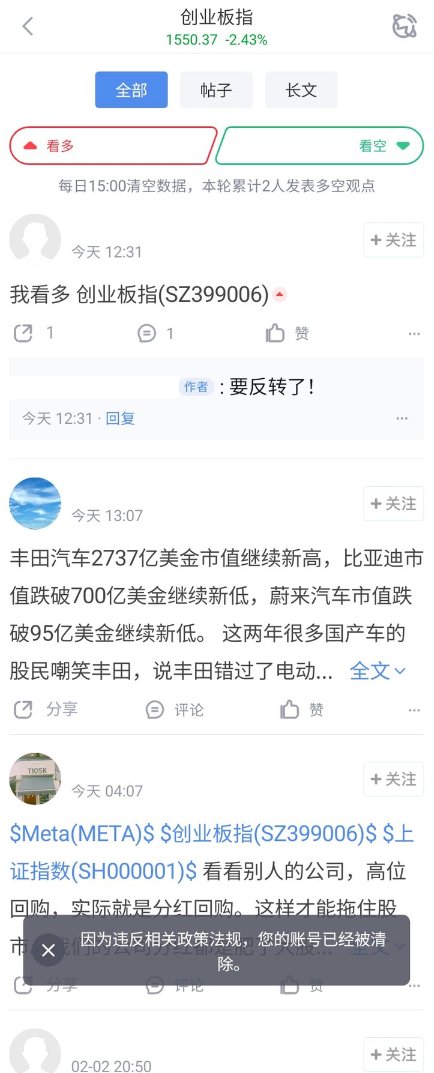 创业板指
1550.37 -2.43%
全部
帖子
长文
看多
看空
每日15:00清空数据，本轮累计2人发表多空观点
今天 12:31
+关注
我看多 创业板指(SZ399006)
1
1
赞
作者 : 要反转了！
今天 12:31 · 回复
今天 13:07
+关注
丰田汽车2737亿美金市值继续新高，比亚迪市
值跌破700亿美金继续新低，蔚来汽车市值跌
破95亿美金继续新低。 这两年很多国产车的
股民嘲笑丰田，说丰田错过了电动... 全文
分享
评论
赞
TIOSK
今天 04:07
+关注
$Meta(META)$ $创业板指(SZ399006)$ $上
证指数(SH000001)$ 看看别人的公司，高位
回购，实际就是分红回购。这样才能拖住股
因为违反相关政策法规，您的账号已经被清
除。
分享
评论
赞
02-02 20:50
+关注